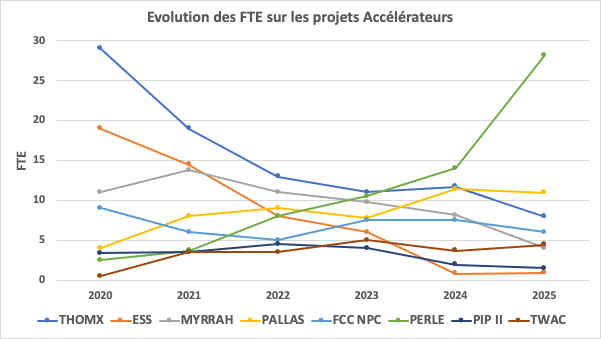 Evolution des FTE sur les projets Accélérateurs
30
25
20
15
10
5
0
FTE
2020 2021 2022 2023 2024 2025
THOMX ESS MYRRAH PALLAS FCC NPC PERLE PIP II TWAC